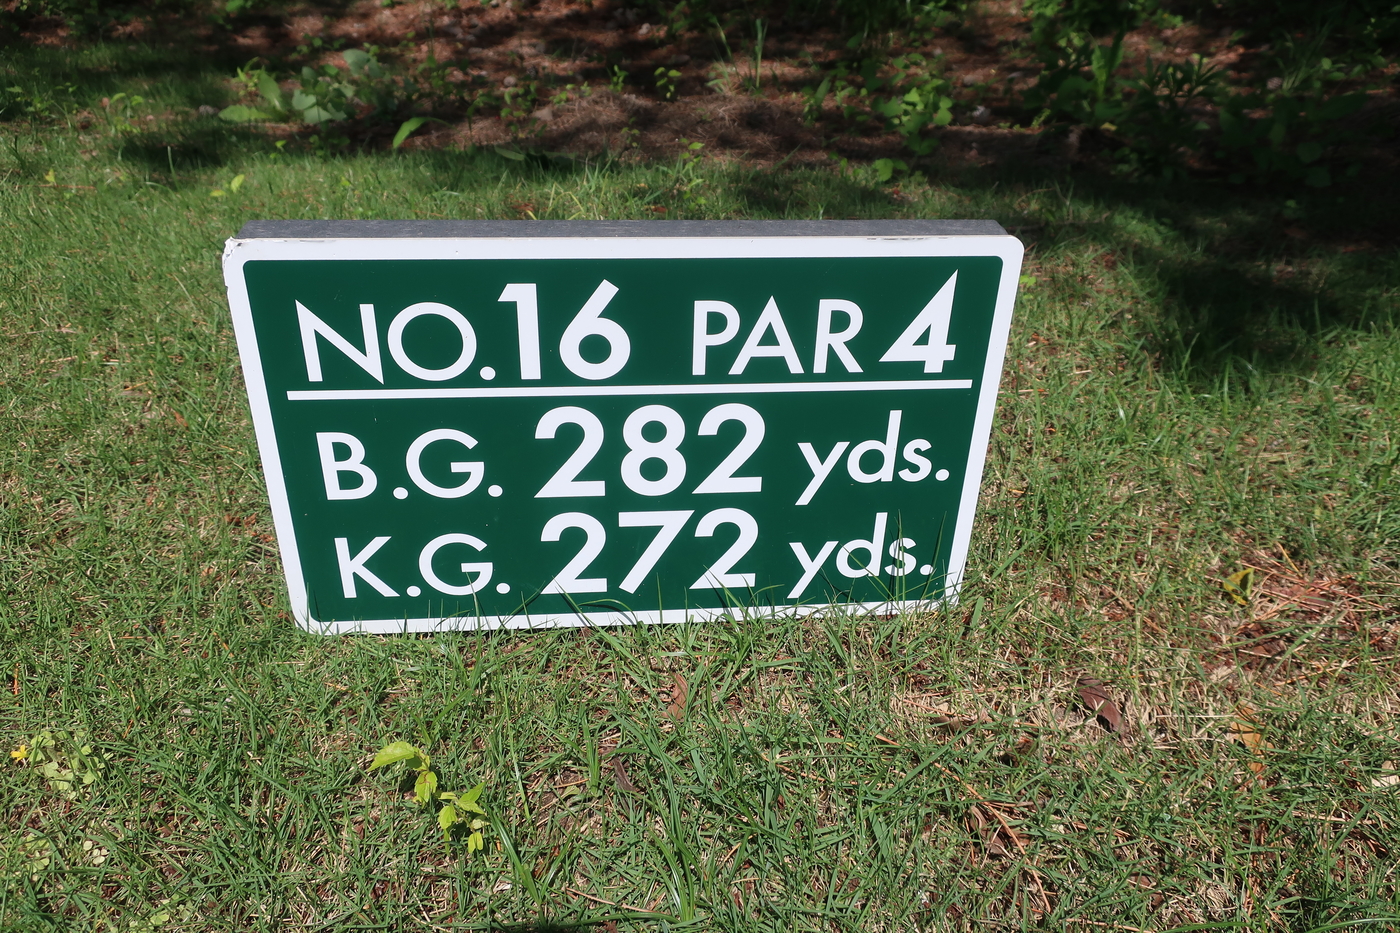 NO.16 PAR 4
B.G. 282 yds.
K.G. 272 yds.